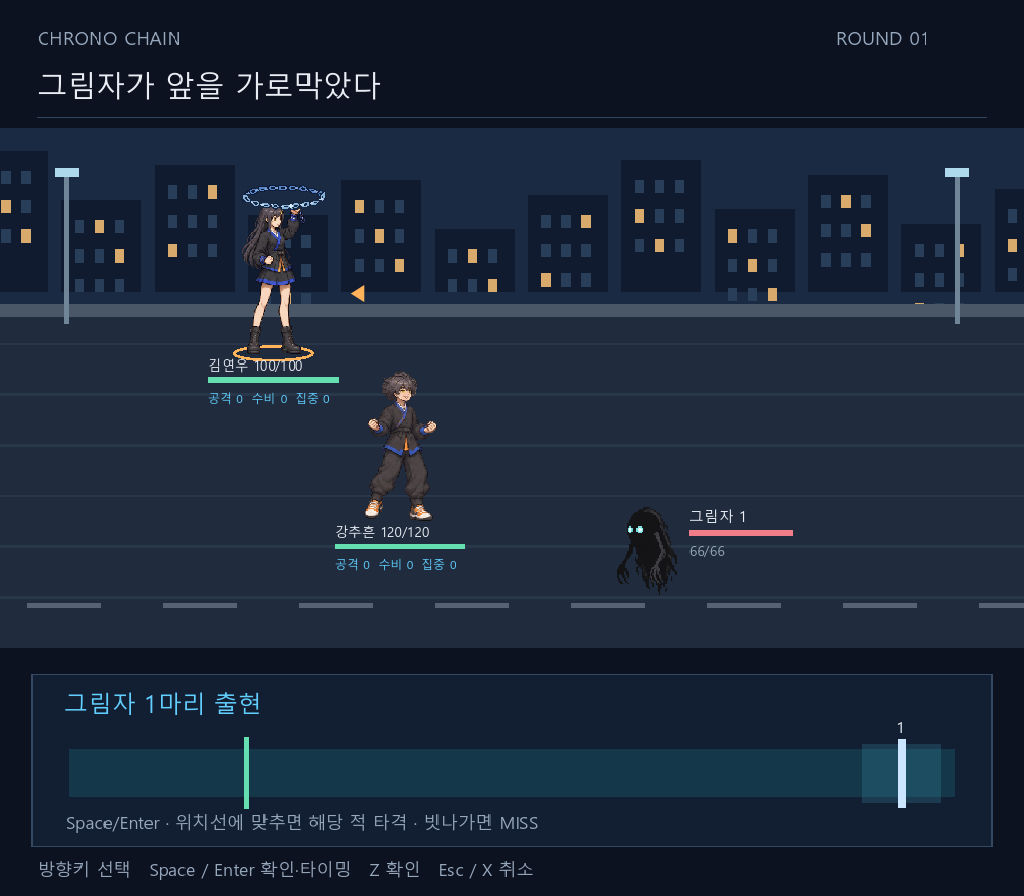 CHRONO CHAIN
ROUND 01
그림자가 앞을 가로막았다
김연우 100/100
공격 0 수비 0 집중 0
강추흔 120/120
공격 0 수비 0 집중 0
그림자 1
66/66
그림자 1마리 출현
1
Space/Enter · 위치선에 맞추면 해당 적 타격 · 빗나가면 MISS
방향키 선택 Space / Enter 확인·타이밍 Z 확인 Esc / X 취소